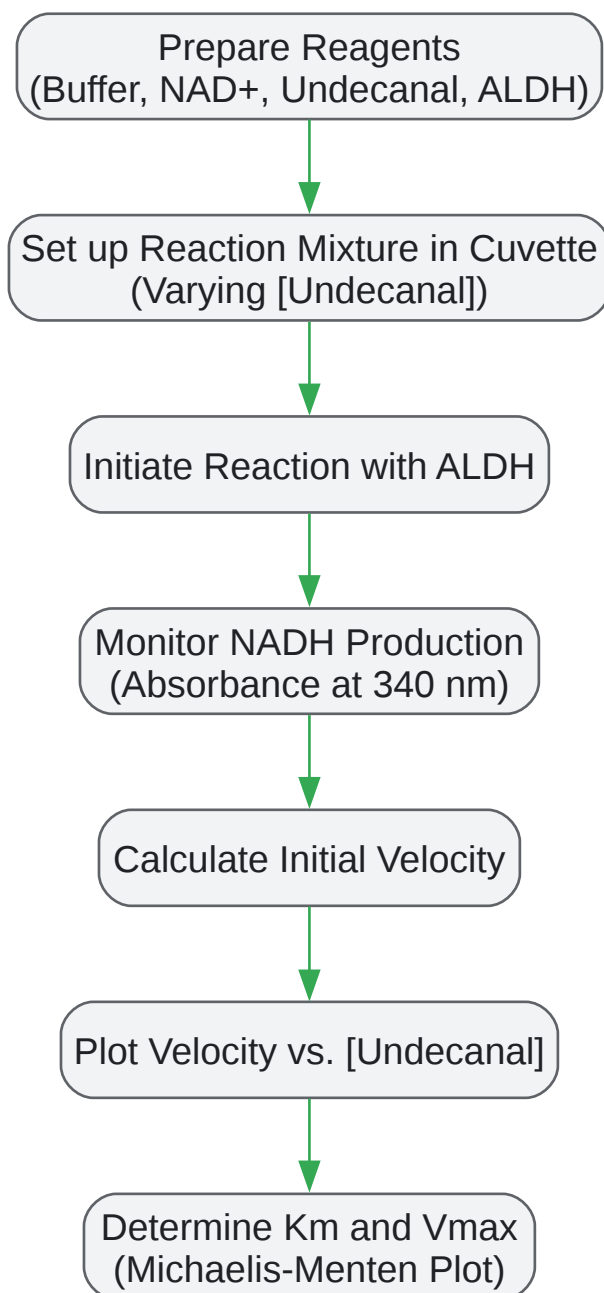 Prepare Reagents
(Buffer, NAD+, Undecanal, ALDH)
Set up Reaction Mixture in Cuvette
(Varying [Undecanal])
Initiate Reaction with ALDH
Monitor NADH Production
(Absorbance at 340 nm)
Calculate Initial Velocity
Plot Velocity vs. [Undecanal]
Determine Km and Vmax
(Michaelis-Menten Plot)